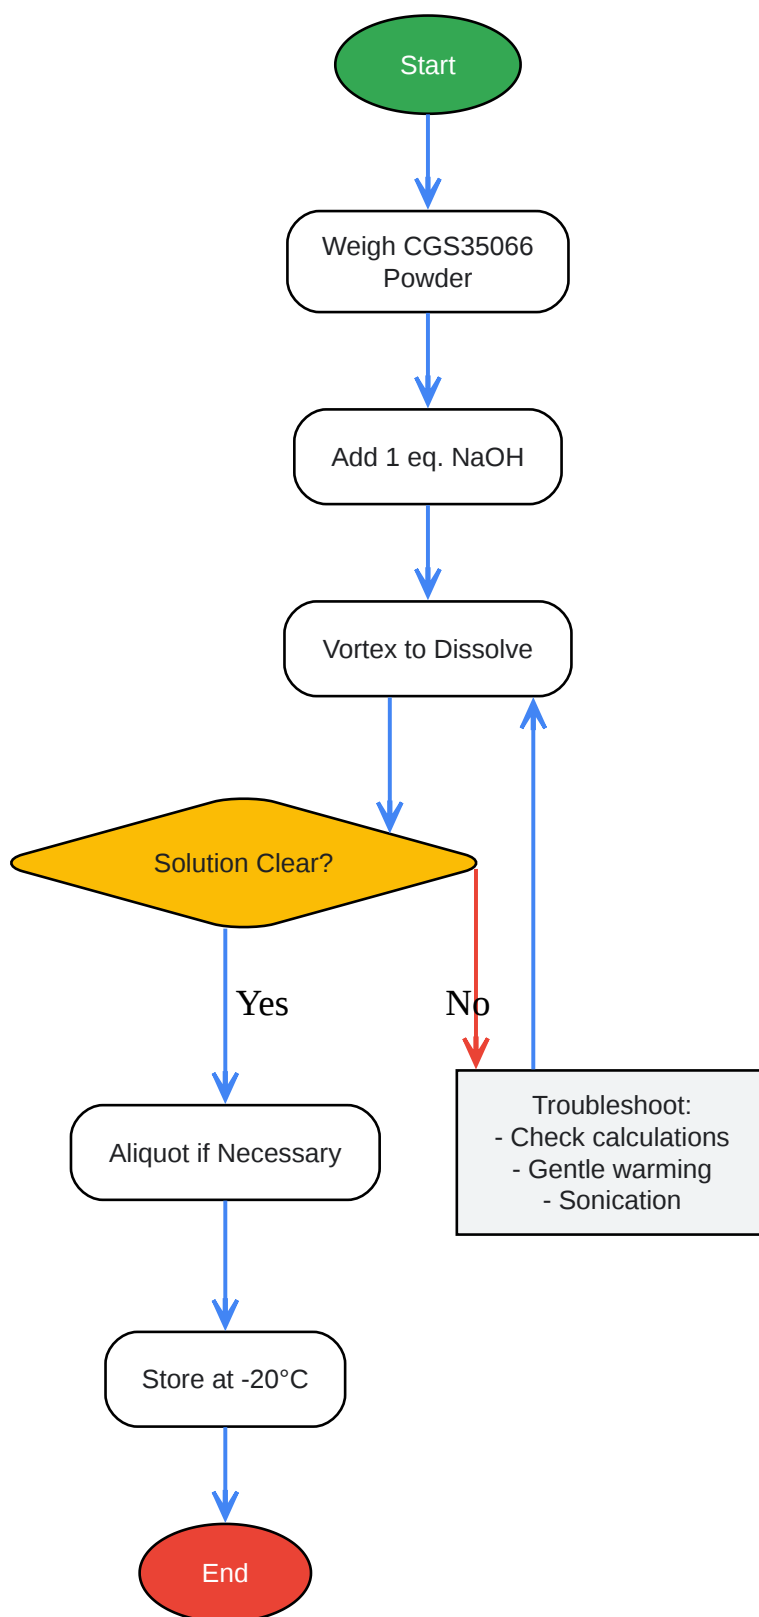 Start
Weigh CGS35066
Powder
Add 1 eq. NaOH
Vortex to Dissolve
Solution Clear?
Yes
No
Troubleshoot:
- Check calculations
- Gentle warming
- Sonication
Aliquot if Necessary
Store at -20°C
End